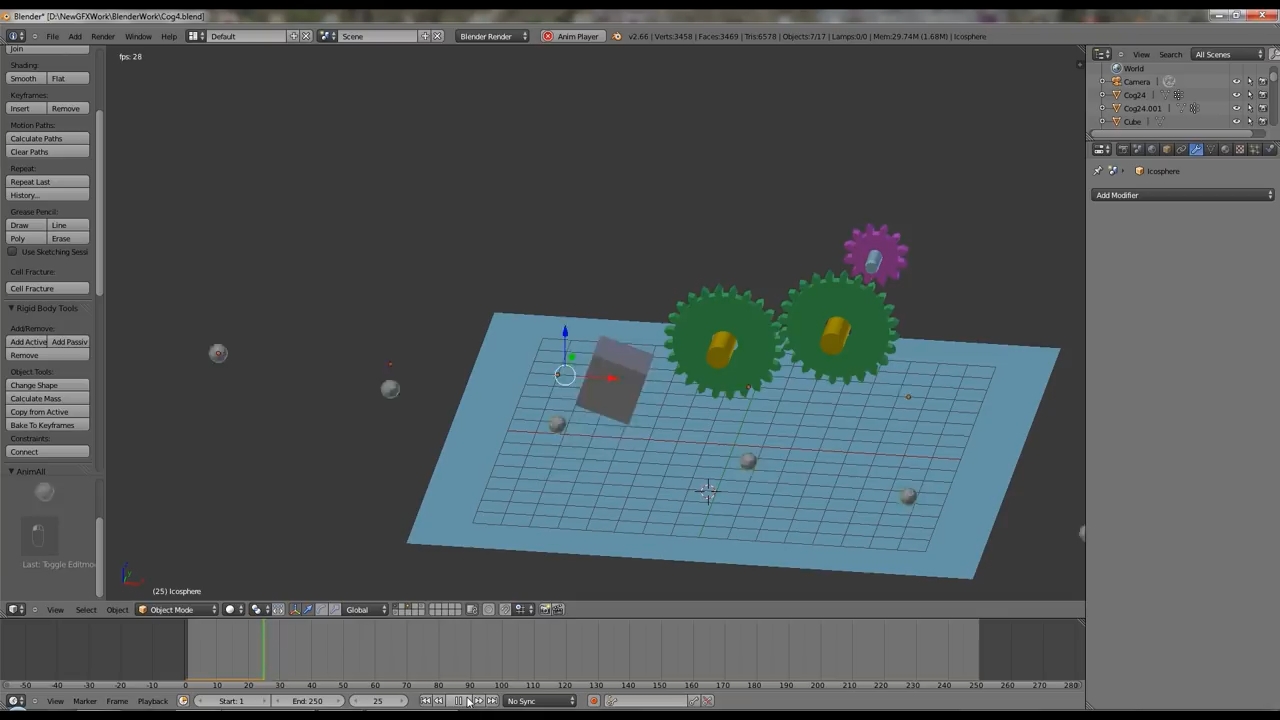 Blender* [D:\NewGFXWork\BlenderWork\Cog4.blend]
File Add Render Window Help Default Scene Blender Render Anim Player v2.66 | Verts:3458 | Faces:3469 | Tris:6578 | Objects:7/17 | Lamps:0/0 | Mem:29.74M (1.68M) | Icosphere
Join
fps: 28
View Search All Scenes
World
Camera
Cog24
Cog24.001
Cube
Shading:
Smooth Flat
Keyframes:
Insert Remove
Motion Paths:
Calculate Paths
Clear Paths
Repeat:
Repeat Last
History...
Grease Pencil:
Draw Line
Poly Erase
Use Sketching Sessi
Cell Fracture:
Cell Fracture
Rigid Body Tools
Add/Remove:
Add Active Add Passiv
Remove
Object Tools:
Change Shape
Calculate Mass
Copy from Active
Bake To Keyframes
Constraints:
Connect
AnimAll
Last: Toggle Editmo
Icosphere
Add Modifier
(25) Icosphere
View Select Object Object Mode Global
-50 -40 -30 -20 -10 0 10 20 30 40 50 60 70 80 90 100 110 120 130 140 150 160 170 180 190 200 210 220 230 240 250 260 270 280
View Marker Frame Playback Start: 1 End: 250 25 No Sync